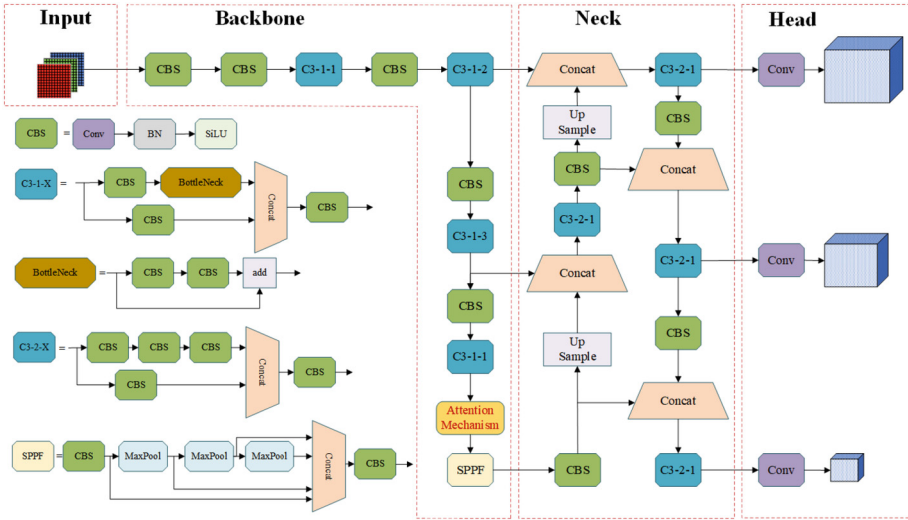 Input
Backbone
Neck
Head
CBS
CBS
C3-1-1
CBS
C3-1-2
Concat
C3-2-1
Conv
CBS = Conv BN SiLU
Up
Sample
CBS
C3-1-X = CBS BottleNeck Concat CBS
CBS
CBS
CBS
Concat
C3-1-3
C3-2-1
BottleNeck = CBS CBS add
Concat
C3-2-1
Conv
CBS
C3-2-X = CBS CBS CBS Concat CBS
CBS
Up
Sample
CBS
C3-1-1
Attention
Mechanism
Concat
SPPF = CBS MaxPool MaxPool MaxPool Concat CBS
SPPF
CBS
C3-2-1
Conv